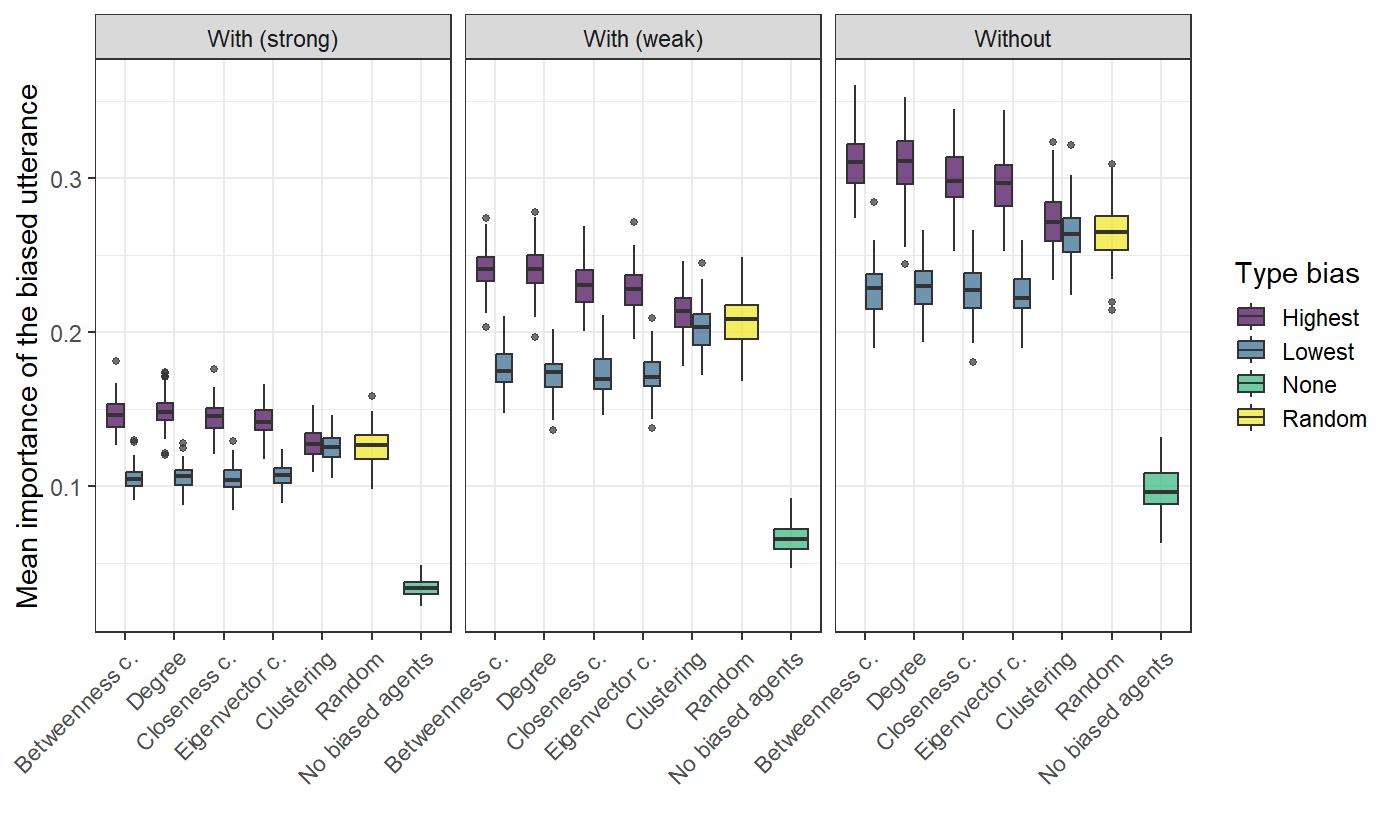 With (strong)
With (weak)
Without
Mean importance of the biased utterance
0.3
0.2
0.1
Betweenness c.
Degree
Closeness c.
Eigenvector c.
Clustering
Random
No biased agents
Betweenness c.
Degree
Closeness c.
Eigenvector c.
Clustering
Random
No biased agents
Betweenness c.
Degree
Closeness c.
Eigenvector c.
Clustering
Random
No biased agents
Type bias
Highest
Lowest
None
Random